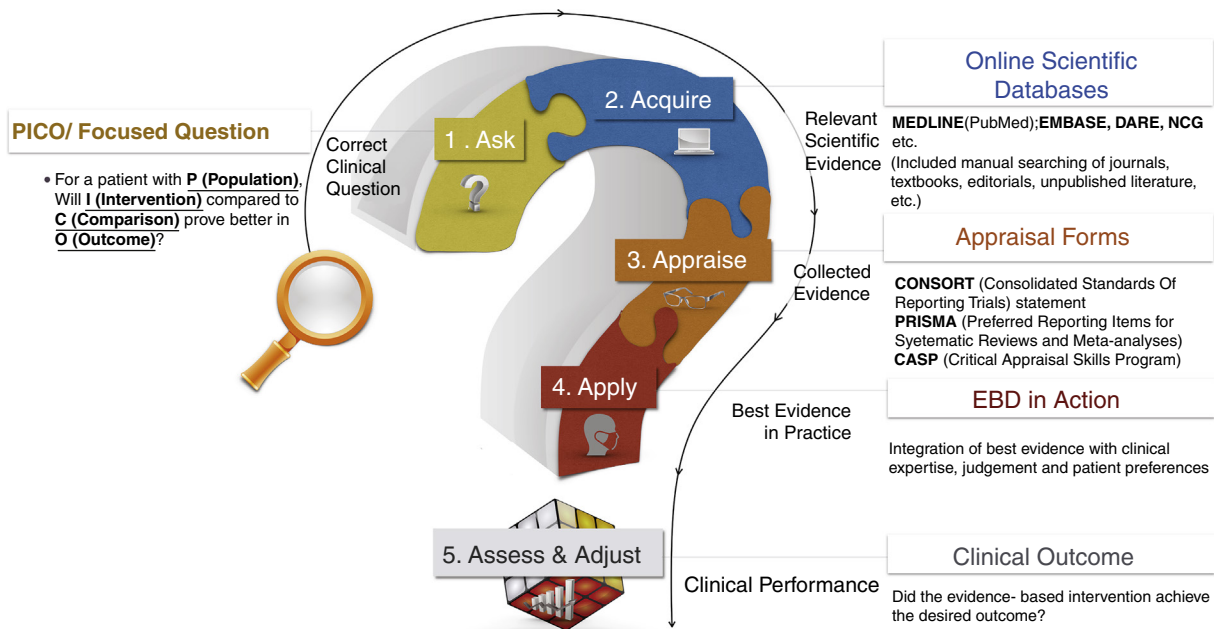 PICO/ Focused Question
• For a patient with P (Population),
Will I (Intervention) compared to
C (Comparison) prove better in
O (Outcome)?
Correct
Clinical
Question
1 . Ask
2. Acquire
Relevant
Scientific
Evidence
Online Scientific
Databases
MEDLINE(PubMed);EMBASE, DARE, NCG
etc.
(Included manual searching of journals,
textbooks, editorials, unpublished literature,
etc.)
3. Appraise
Collected
Evidence
Appraisal Forms
CONSORT (Consolidated Standards Of
Reporting Trials) statement
PRISMA (Preferred Reporting Items for
Syetematic Reviews and Meta-analyses)
CASP (Critical Appraisal Skills Program)
4. Apply
Best Evidence
in Practice
EBD in Action
Integration of best evidence with clinical
expertise, judgement and patient preferences
5. Assess & Adjust
Clinical Performance
Clinical Outcome
Did the evidence- based intervention achieve
the desired outcome?